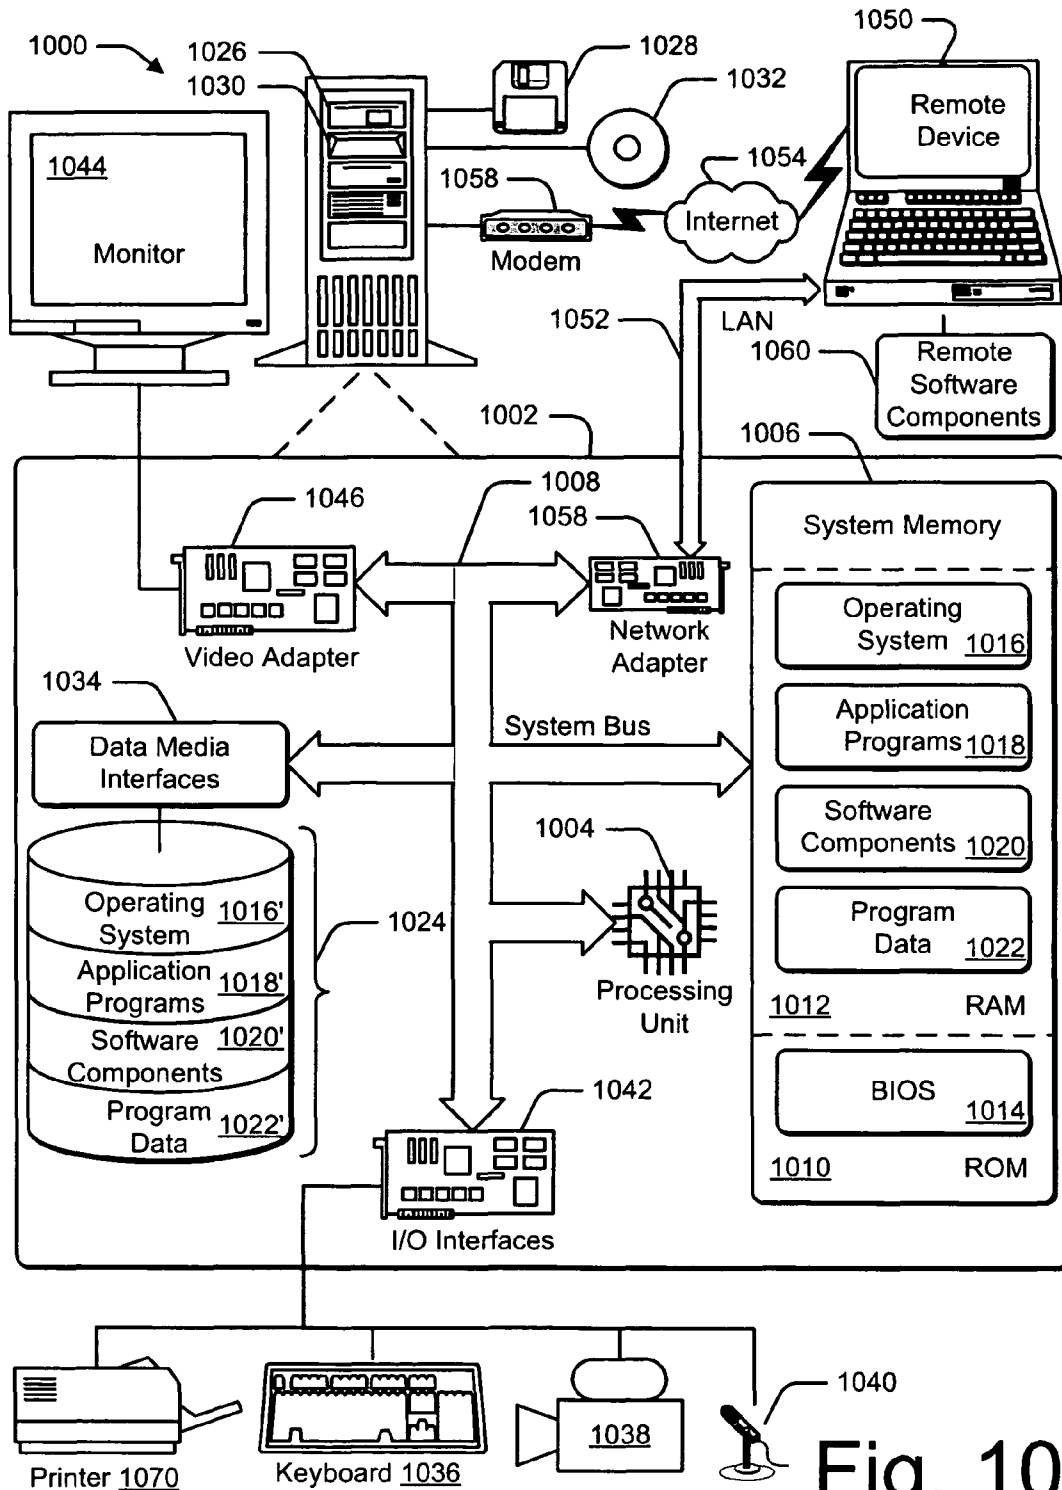 1000
1026
1030
1028
1032
1050
Remote
Device
1044
Monitor
1058
Modem
1054
Internet
1052
LAN
1060
Remote
Software
Components
1002
1006
1046
Video Adapter
1008
1058
Network
Adapter
System Memory
Operating
System 1016
Application
Programs 1018
Software
Components 1020
Program
Data 1022
1012 RAM
BIOS
1014
1010 ROM
1034
Data Media
Interfaces
System Bus
Operating
System 1016'
Application
Programs 1018'
Software
Components 1020'
Program
Data 1022'
1024
1004
Processing
Unit
1042
I/O Interfaces
Printer 1070
Keyboard 1036
1038
1040
Fig. 10